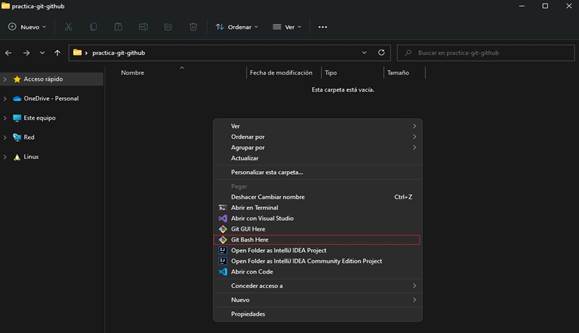 practica-git-github
Nuevo
Ordenar
Ver
practica-git-github
Buscar en practica-git-github
Nombre
Fecha de modificación
Tipo
Tamaño
Acceso rápido
OneDrive - Personal
Este equipo
Red
Linux
Esta carpeta está vacía.
Ver
Ordenar por
Agrupar por
Actualizar
Personalizar esta carpeta...
Pegar
Deshacer Cambiar nombre Ctrl+Z
Abrir en Terminal
Abrir con Visual Studio
Git GUI Here
Git Bash Here
Open Folder as IntelliJ IDEA Project
Open Folder as IntelliJ IDEA Community Edition Project
Abrir con Code
Conceder acceso a
Nuevo
Propiedades